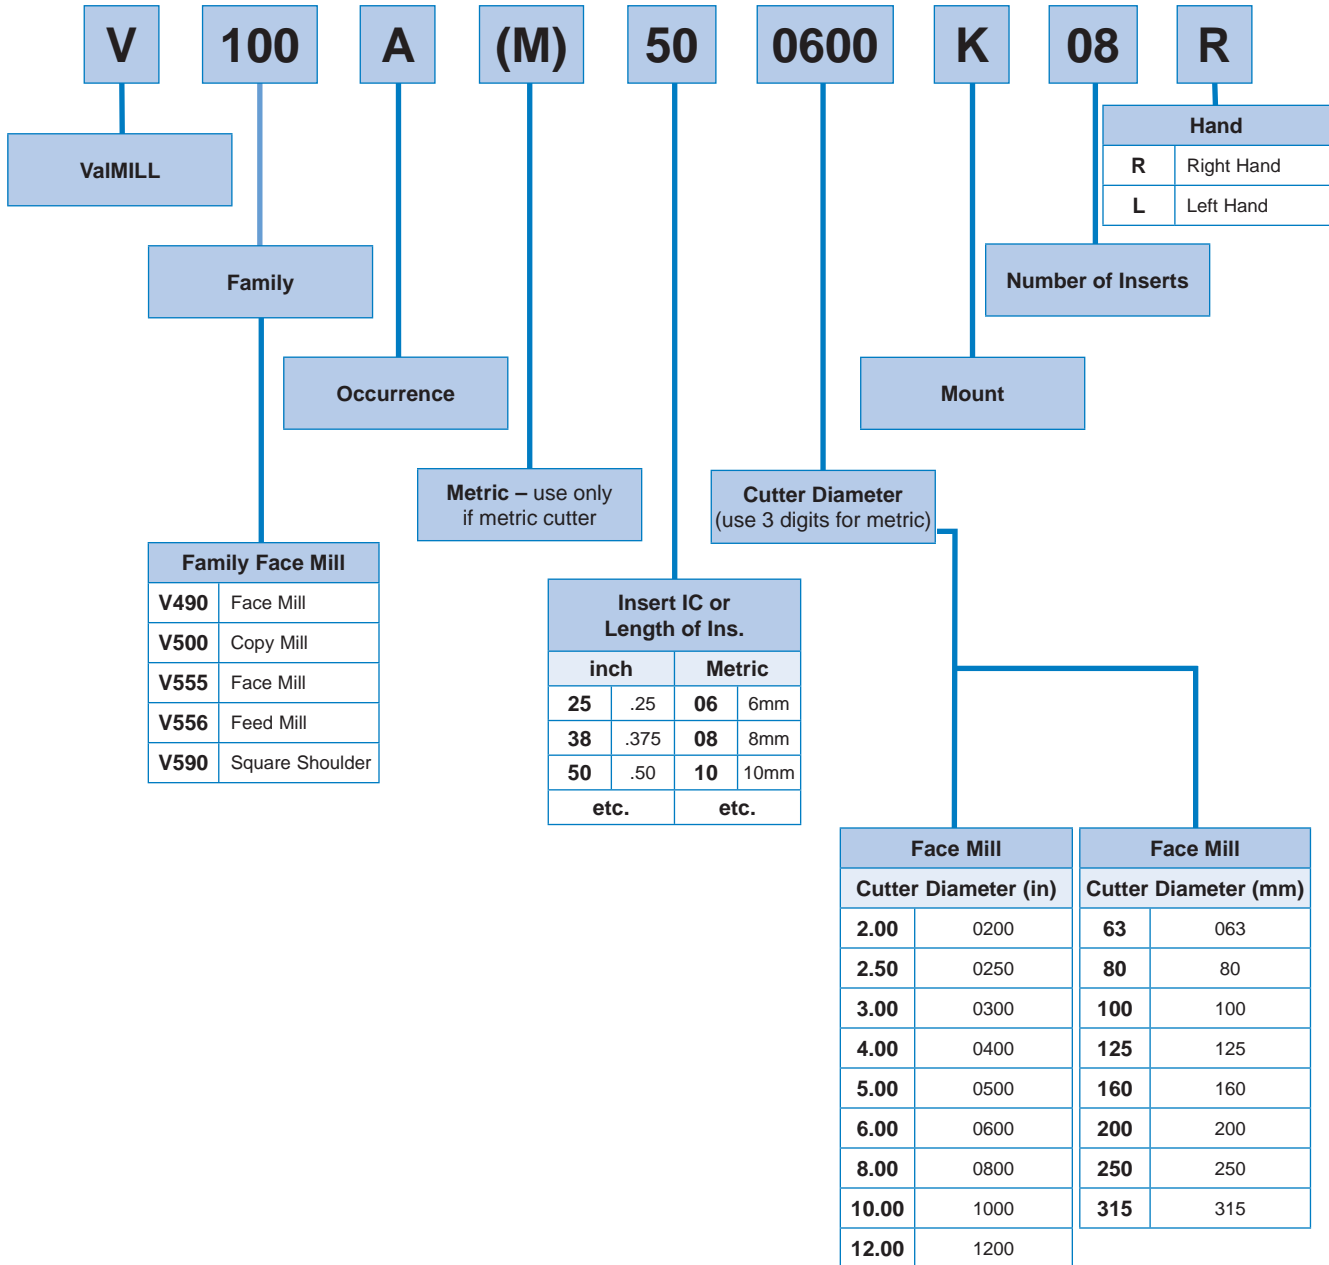 V 100 A (M) 50 0600 K 08 R
ValMILL
Hand
R Right Hand
L Left Hand
Family
Number of Inserts
Occurrence
Mount
Metric – use only
if metric cutter
Cutter Diameter
(use 3 digits for metric)
Family Face Mill
V490 Face Mill
V500 Copy Mill
V555 Face Mill
V556 Feed Mill
V590 Square Shoulder
Insert IC or
Length of Ins.
inch Metric
25 .25 06 6mm
38 .375 08 8mm
50 .50 10 10mm
etc. etc.
Face Mill
Cutter Diameter (in)
2.00 0200
2.50 0250
3.00 0300
4.00 0400
5.00 0500
6.00 0600
8.00 0800
10.00 1000
12.00 1200
Face Mill
Cutter Diameter (mm)
63 063
80 80
100 100
125 125
160 160
200 200
250 250
315 315